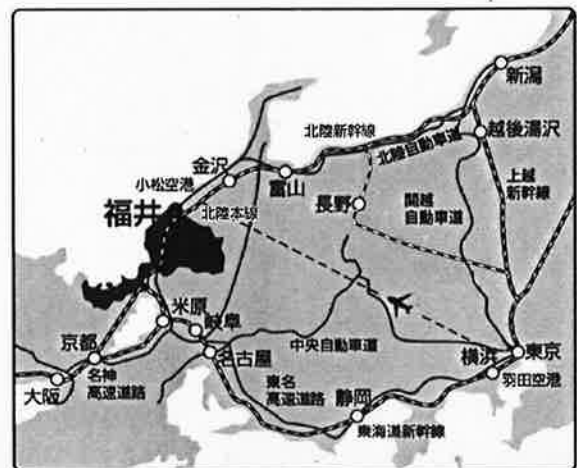 新潟
北陸新幹線
北陸自動車道
越後湯沢
金沢
小松空港
富山
上越
新幹線
福井
北陸本線
長野
関越
自動車道
米原
岐阜
京都
名古屋
中央自動車道
横浜
東京
大阪
名神
高速道路
東名
高速道路
静岡
羽田空港
東海道新幹線